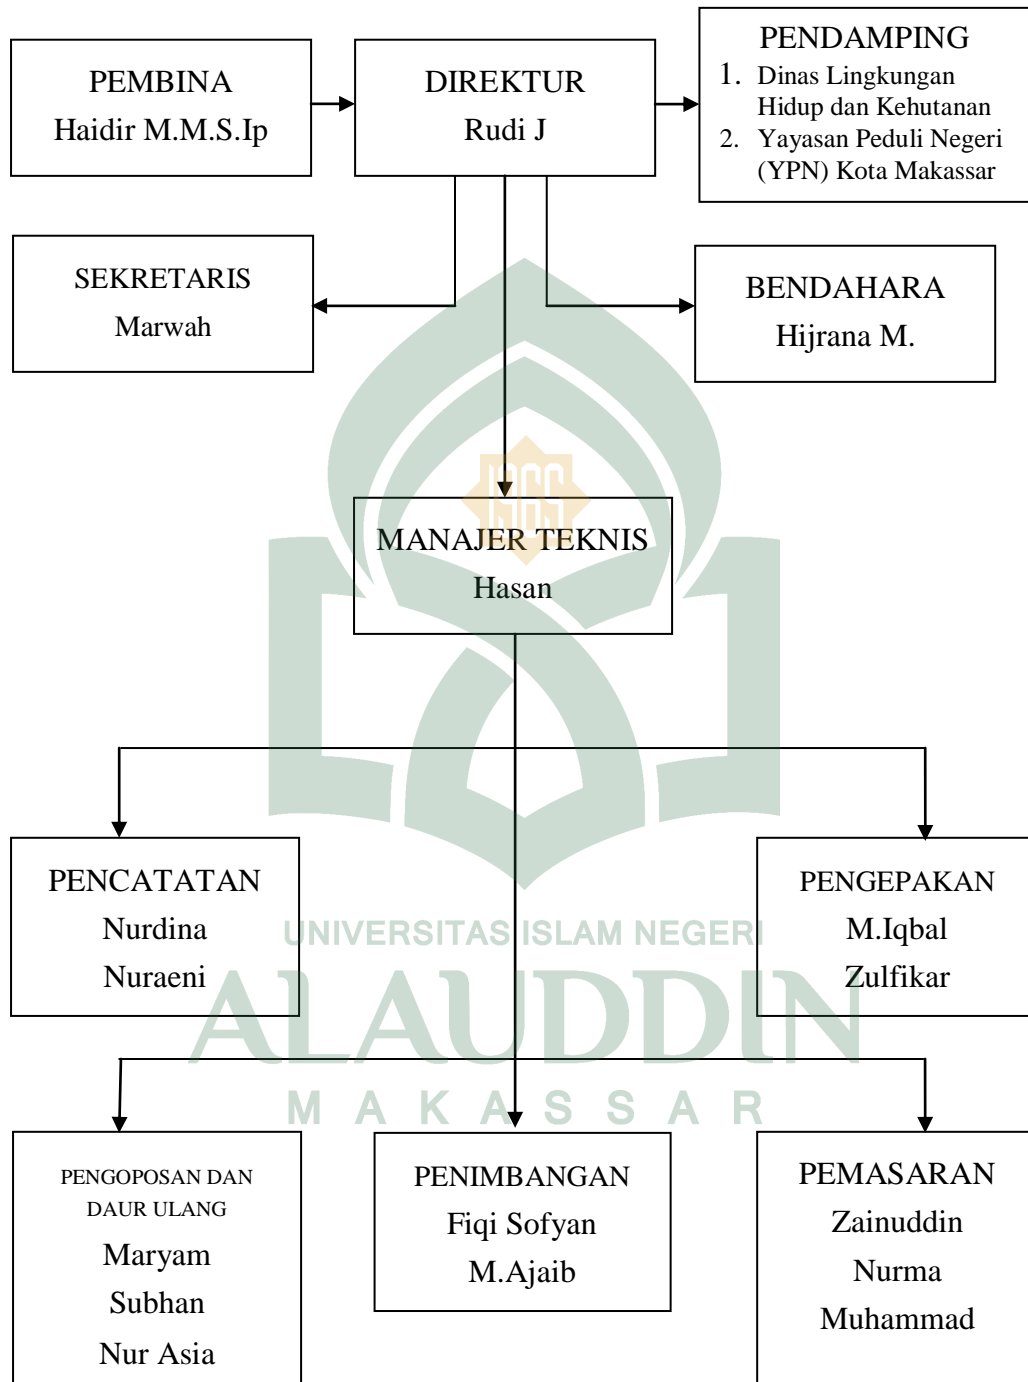 PEMBINA
Haidir M.M.S.Ip
DIREKTUR
Rudi J
PENDAMPING
1. Dinas Lingkungan
Hidup dan Kehutanan
2. Yayasan Peduli Negeri
(YPN) Kota Makassar
SEKRETARIS
Marwah
BENDAHARA
Hijrana M.
1965
MANAJER TEKNIS
Hasan
PENCATATAN
Nurdina
Nuraeni
PENGEPAKAN
M.Iqbal
Zulfikar
UNIVERSITAS ISLAM NEGERI
ALAUDDIN
MAKASSAR
PENGOPOSAN DAN
DAUR ULANG
Maryam
Subhan
Nur Asia
PENIMBANGAN
Fiqi Sofyan
M.Ajaib
PEMASARAN
Zainuddin
Nurma
Muhammad